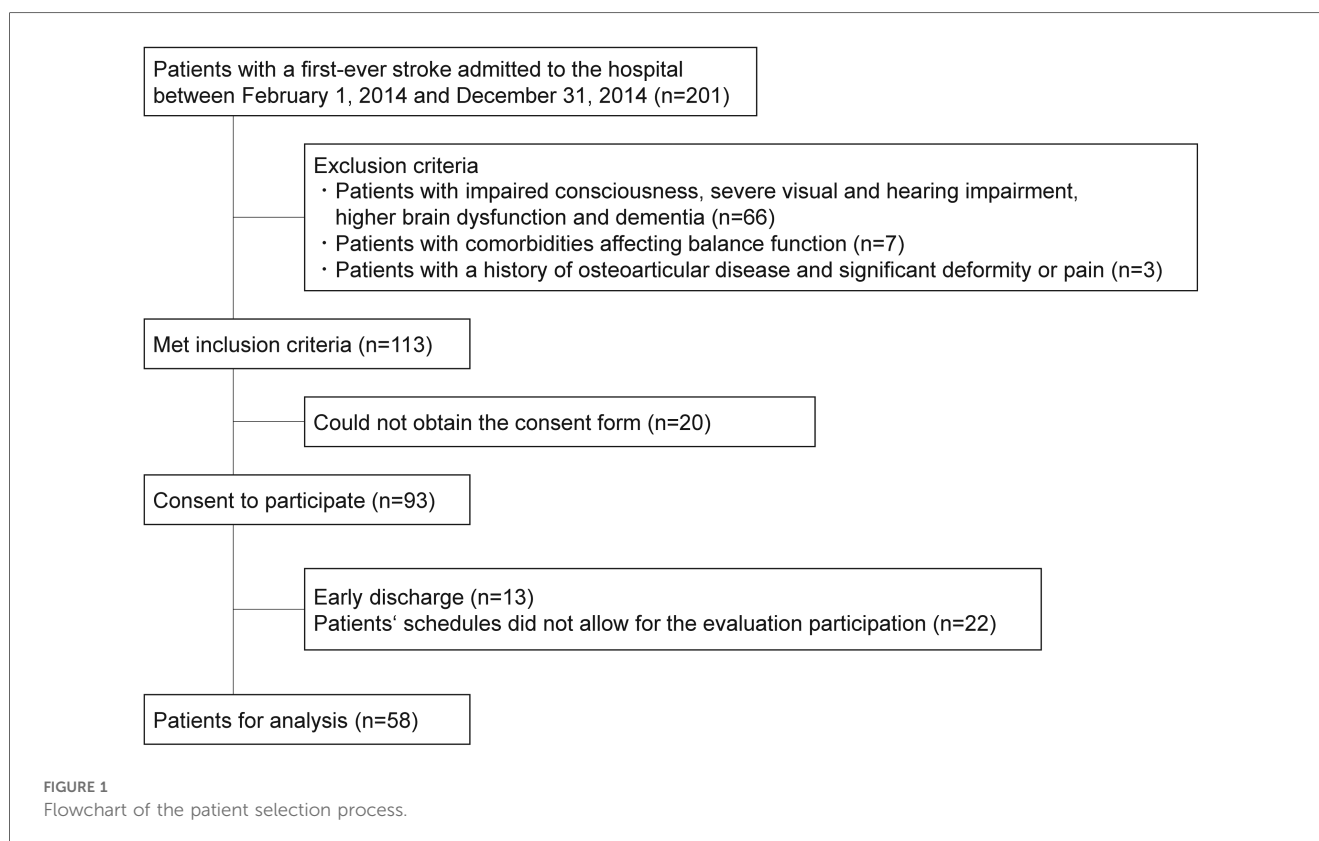 Patients with a first-ever stroke admitted to the hospital
between February 1, 2014 and December 31, 2014 (n=201)
Exclusion criteria
・Patients with impaired consciousness, severe visual and hearing impairment,
higher brain dysfunction and dementia (n=66)
・Patients with comorbidities affecting balance function (n=7)
・Patients with a history of osteoarticular disease and significant deformity or pain (n=3)
Met inclusion criteria (n=113)
Could not obtain the consent form (n=20)
Consent to participate (n=93)
Early discharge (n=13)
Patients‘ schedules did not allow for the evaluation participation (n=22)
Patients for analysis (n=58)
FIGURE 1
Flowchart of the patient selection process.